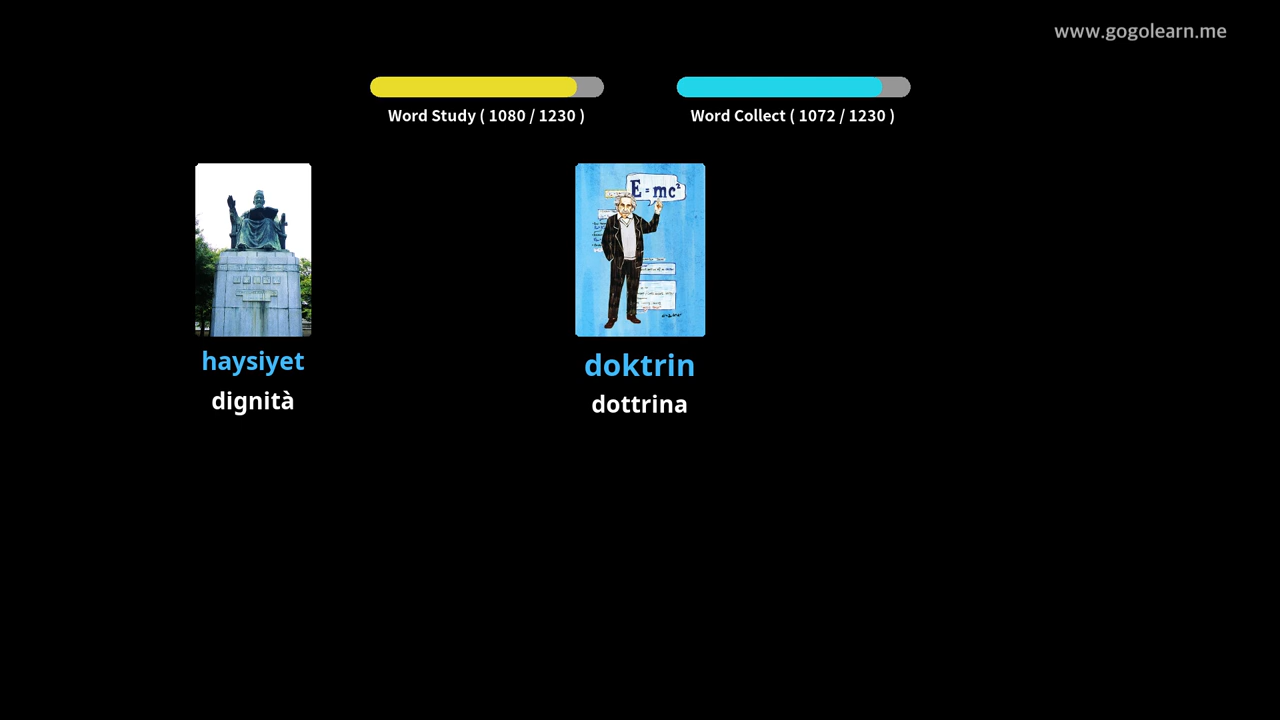 www.gogolearn.me
Word Study ( 1080 / 1230 )
Word Collect ( 1072 / 1230 )
E = mc²
haysiyet
doktrin
dignità
dottrina